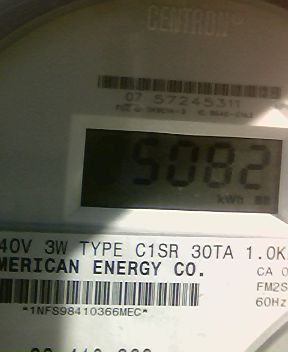 CENTRON
07 57245311
5082
kWh
40V 3W TYPE C1SR 30TA 1.0K
MERICAN ENERGY CO.
CA 0
FM2S
60Hz
*1NFS98410366MEC*